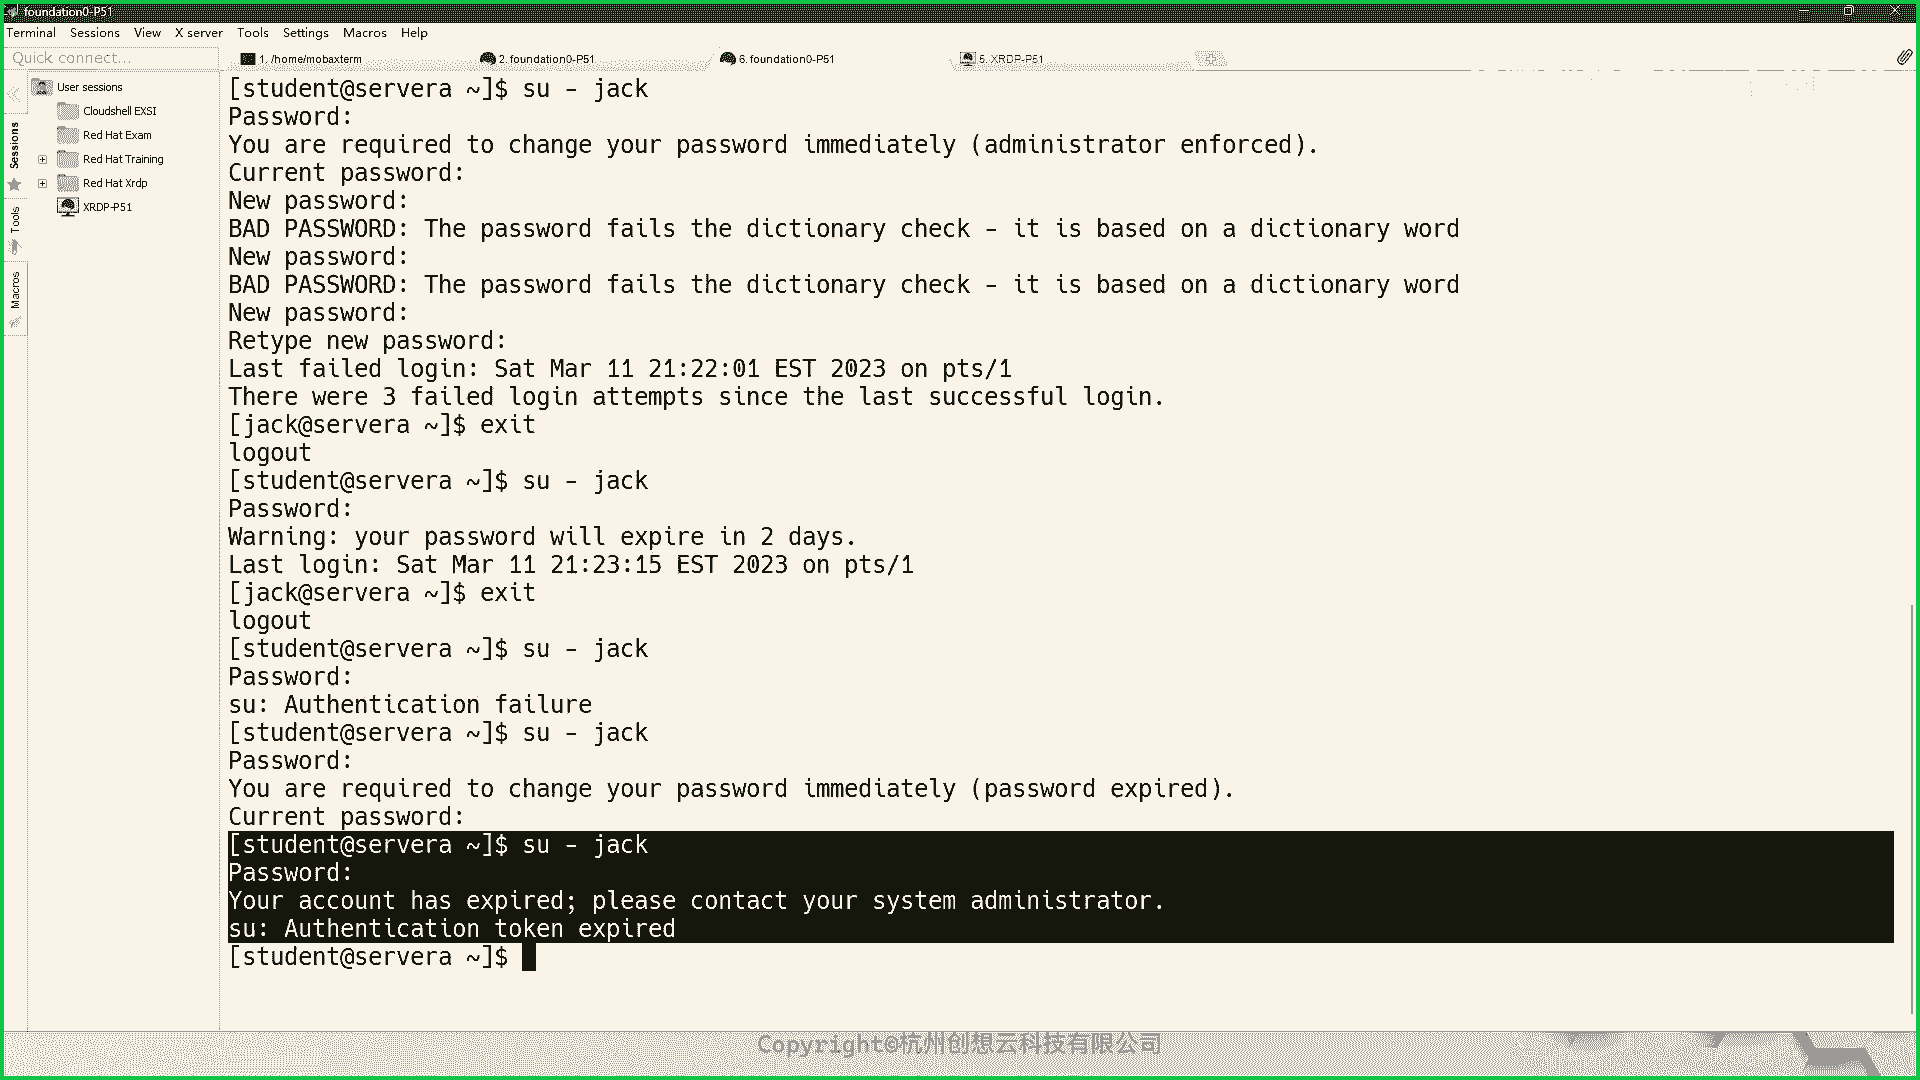 foundation0-P51
Terminal Sessions View X server Tools Settings Macros Help
Quick connect...
1. /home/mobaxterm
2. foundation0-P51
6. foundation0-P51
5. XRDP-P51
User sessions
Cloudshell EXSI
Red Hat Exam
Red Hat Training
Red Hat Xrdp
XRDP-P51
Sessions
Tools
Macros
[student@servera ~]$ su - jack
Password:
You are required to change your password immediately (administrator enforced).
Current password:
New password:
BAD PASSWORD: The password fails the dictionary check - it is based on a dictionary word
New password:
BAD PASSWORD: The password fails the dictionary check - it is based on a dictionary word
New password:
Retype new password:
Last failed login: Sat Mar 11 21:22:01 EST 2023 on pts/1
There were 3 failed login attempts since the last successful login.
[jack@servera ~]$ exit
logout
[student@servera ~]$ su - jack
Password:
Warning: your password will expire in 2 days.
Last login: Sat Mar 11 21:23:15 EST 2023 on pts/1
[jack@servera ~]$ exit
logout
[student@servera ~]$ su - jack
Password:
su: Authentication failure
[student@servera ~]$ su - jack
Password:
You are required to change your password immediately (password expired).
Current password:
[student@servera ~]$ su - jack
Password:
Your account has expired; please contact your system administrator.
su: Authentication token expired
[student@servera ~]$
Copyright©杭州创想云科技有限公司